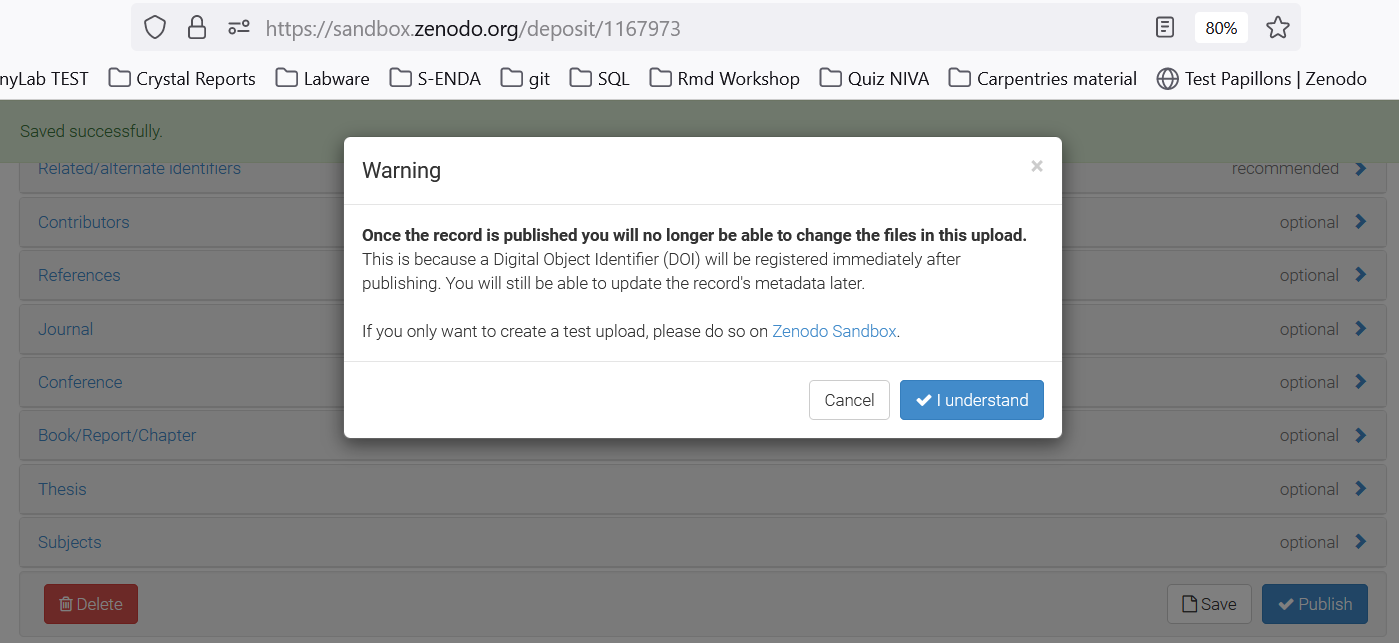 https://sandbox.zenodo.org/deposit/1167973 80%
nyLab TEST Crystal Reports Labware S-ENDA git SQL Rmd Workshop Quiz NIVA Carpentries material Test Papillons | Zenodo
Saved successfully.
Related/alternate identifiers recommended
Warning ×
Contributors optional
Once the record is published you will no longer be able to change the files in this upload.
This is because a Digital Object Identifier (DOI) will be registered immediately after
publishing. You will still be able to update the record's metadata later.
If you only want to create a test upload, please do so on Zenodo Sandbox.
Cancel I understand
References optional
Journal optional
Conference optional
Book/Report/Chapter optional
Thesis optional
Subjects optional
Delete Save Publish